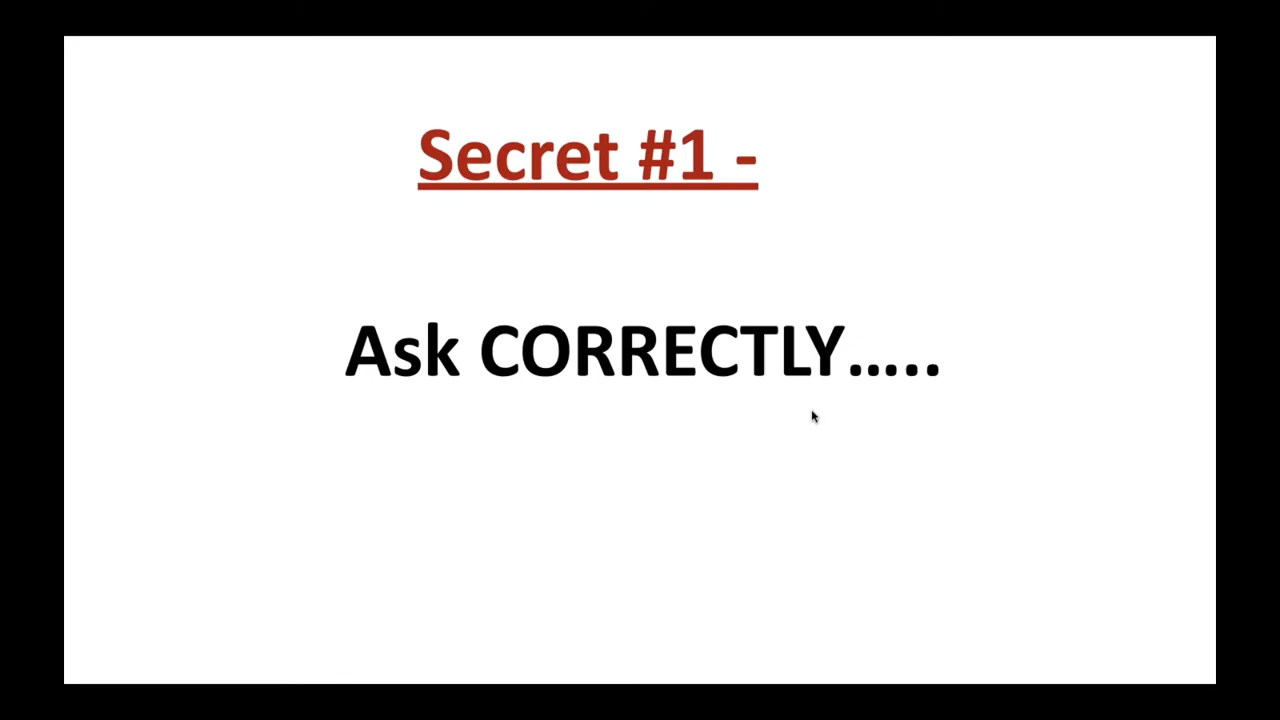 Secret #1 -
Ask CORRECTLY.....